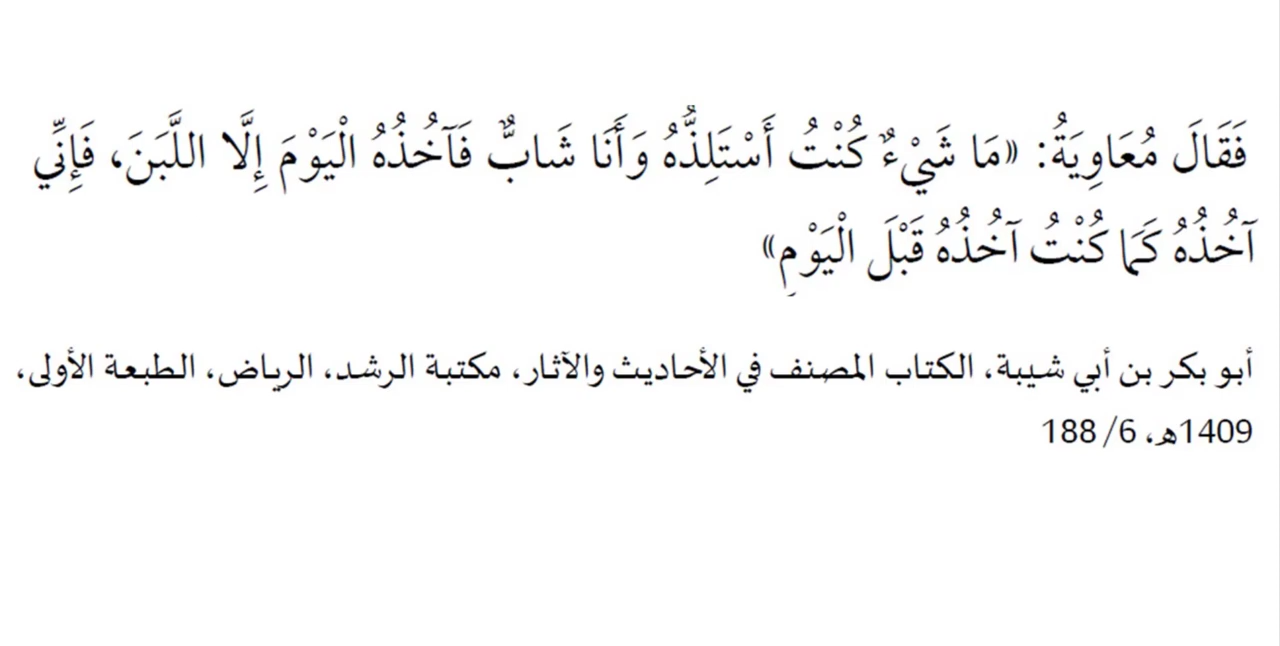 فَقَالَ مُعَاوِيَةُ: «مَا شَيْءٌ كُنْتُ أَسْتَلِذُّهُ وَأَنَا شَابٌّ فَآخُذُهُ الْيَوْمَ إِلَّا اللَّبَنَ، فَإِنِّي
آخُذُهُ كَمَا كُنْتُ آخُذُهُ قَبْلَ الْيَوْمِ»
أبو بكر بن أبي شيبة، الكتاب المصنف في الأحاديث والآثار، مكتبة الرشد، الرياض، الطبعة الأولى،
1409هـ، 6/ 188